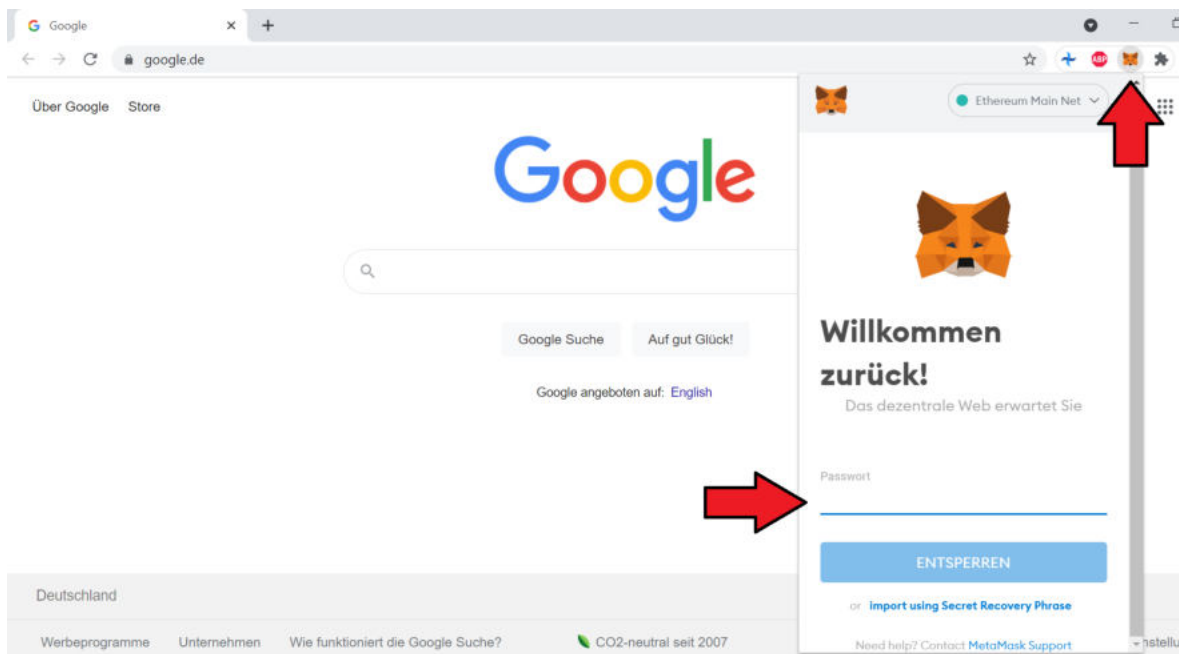 Google
google.de
ABP
Über Google Store
Ethereum Main Net
Google
Willkommen
zurück!
Das dezentrale Web erwartet Sie
Google Suche Auf gut Glück!
Google angeboten auf: English
Passwort
ENTSPERREN
or import using Secret Recovery Phrase
Need help? Contact MetaMask Support
Deutschland
Werbeprogramme Unternehmen Wie funktioniert die Google Suche? CO2-neutral seit 2007